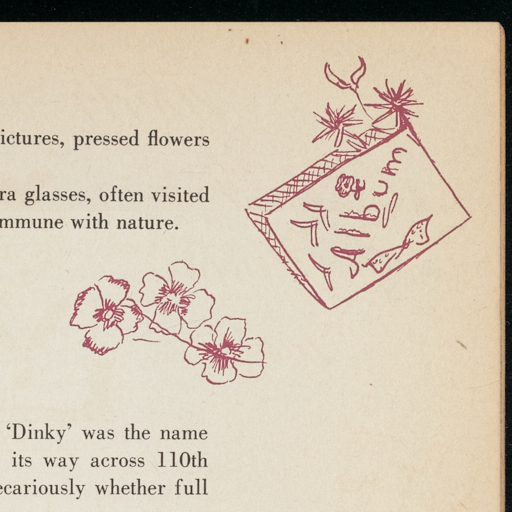 ictures, pressed flowers
ra glasses, often visited
mmune with nature.
Album
'Dinky' was the name
its way across 110th
ecariously whether full